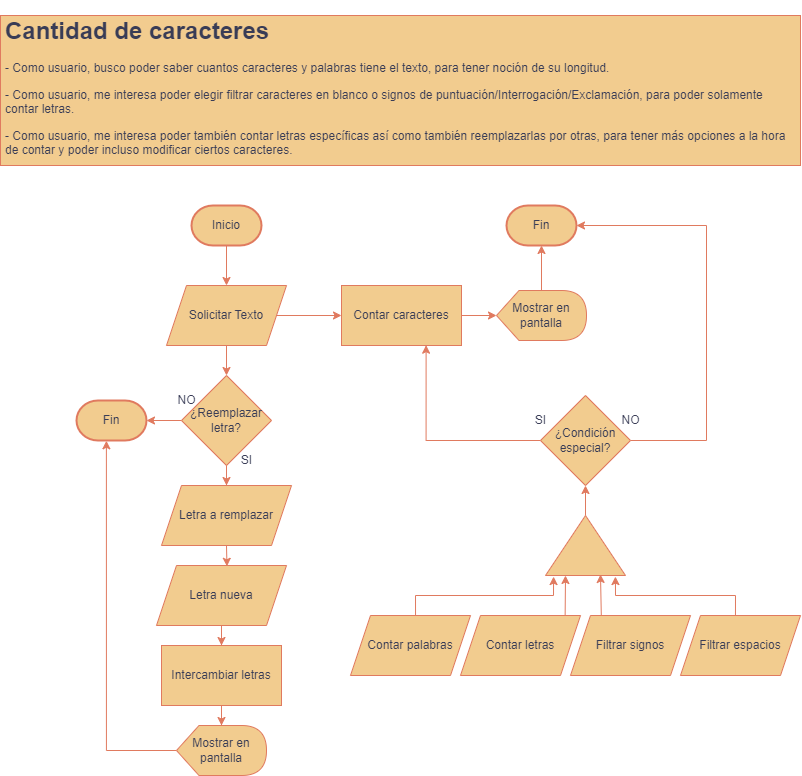 Cantidad de caracteres
- Como usuario, busco poder saber cuantos caracteres y palabras tiene el texto, para tener noción de su longitud.
- Como usuario, me interesa poder elegir filtrar caracteres en blanco o signos de puntuación/Interrogación/Exclamación, para poder solamente
contar letras.
- Como usuario, me interesa poder también contar letras específicas así como también reemplazarlas por otras, para tener más opciones a la hora
de contar y poder incluso modificar ciertos caracteres.
Inicio
Fin
Solicitar Texto
Contar caracteres
Mostrar en
pantalla
NO
¿Reemplazar
letra?
Fin
SI
SI
NO
¿Condición
especial?
Letra a remplazar
Letra nueva
Contar palabras
Contar letras
Filtrar signos
Filtrar espacios
Intercambiar letras
Mostrar en
pantalla